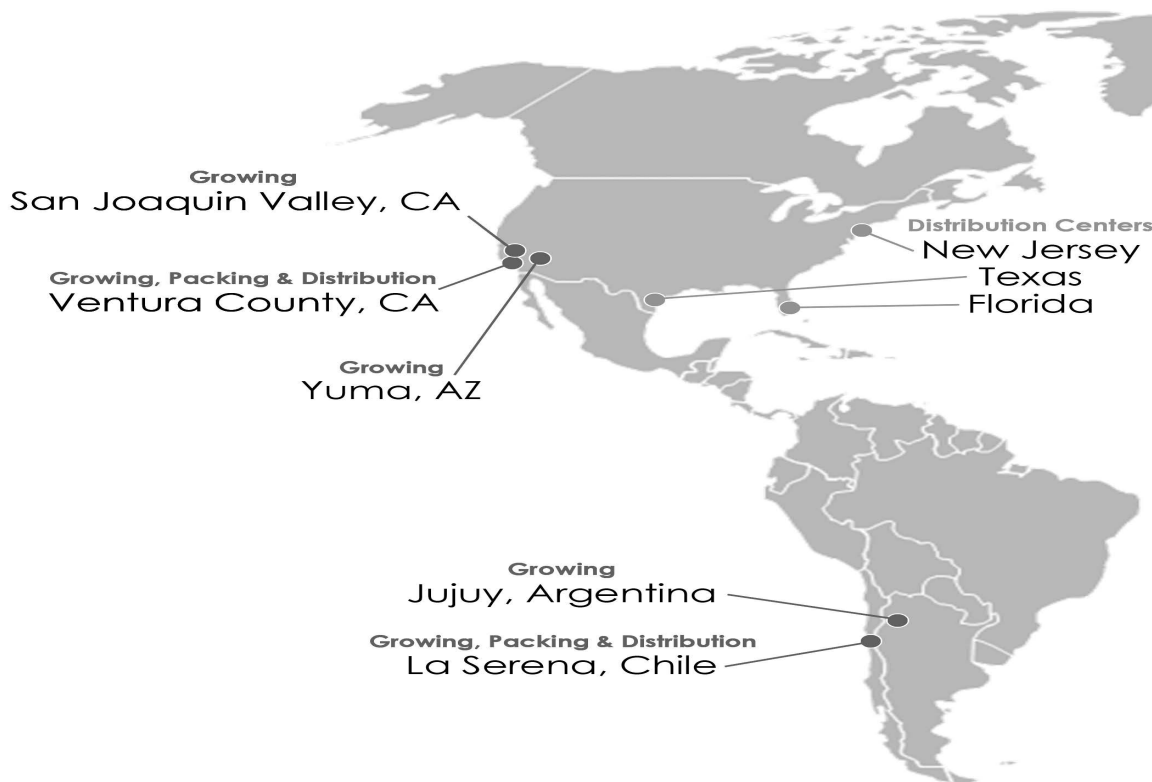 Growing
San Joaquin Valley, CA
Growing, Packing & Distribution
Ventura County, CA
Growing
Yuma, AZ
Distribution Centers
New Jersey
Texas
Florida
Growing
Jujuy, Argentina
Growing, Packing & Distribution
La Serena, Chile